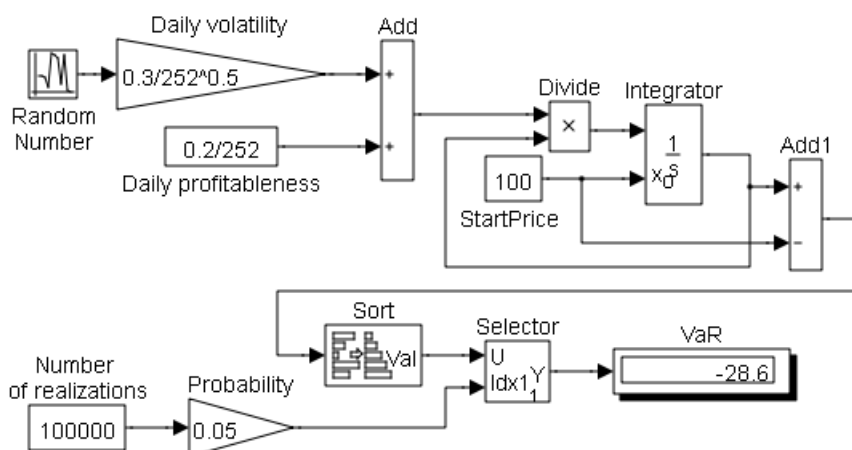 Daily volatility
Add
0.3/252^0.5
+
Random
Number
0.2/252
+
Daily profitableness
Divide
×
Integrator
1
s
x0
100
StartPrice
Add1
+
−
Sort
Val
Selector
U
Idx1
Y
1
VaR
-28.6
Number
of realizations
100000
Probability
0.05